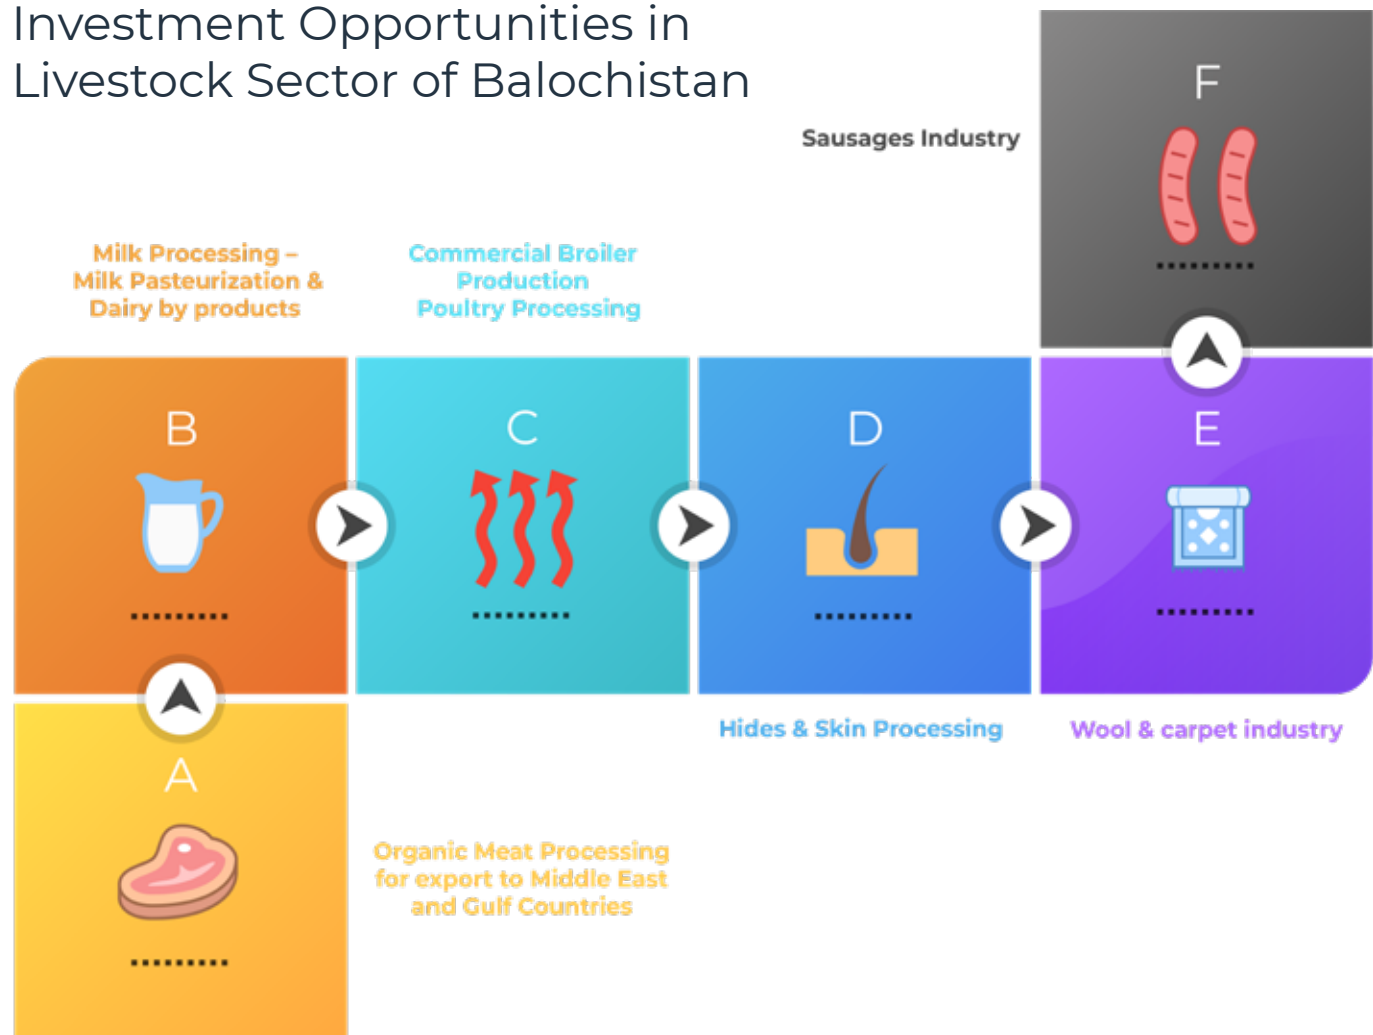 Investment Opportunities in
Livestock Sector of Balochistan
F
Sausages Industry
Milk Processing –
Milk Pasteurization &
Dairy by products
Commercial Broiler
Production
Poultry Processing
B
C
D
E
Hides & Skin Processing
Wool & carpet industry
A
Organic Meat Processing
for export to Middle East
and Gulf Countries